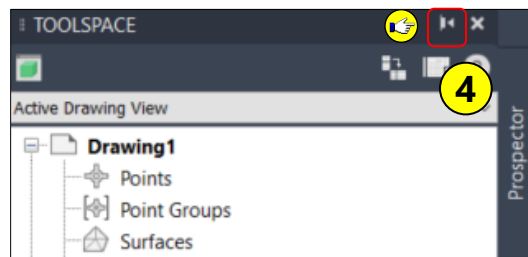 TOOLSPACE
4
Active Drawing View
Prospector
Drawing1
Points
Point Groups
Surfaces